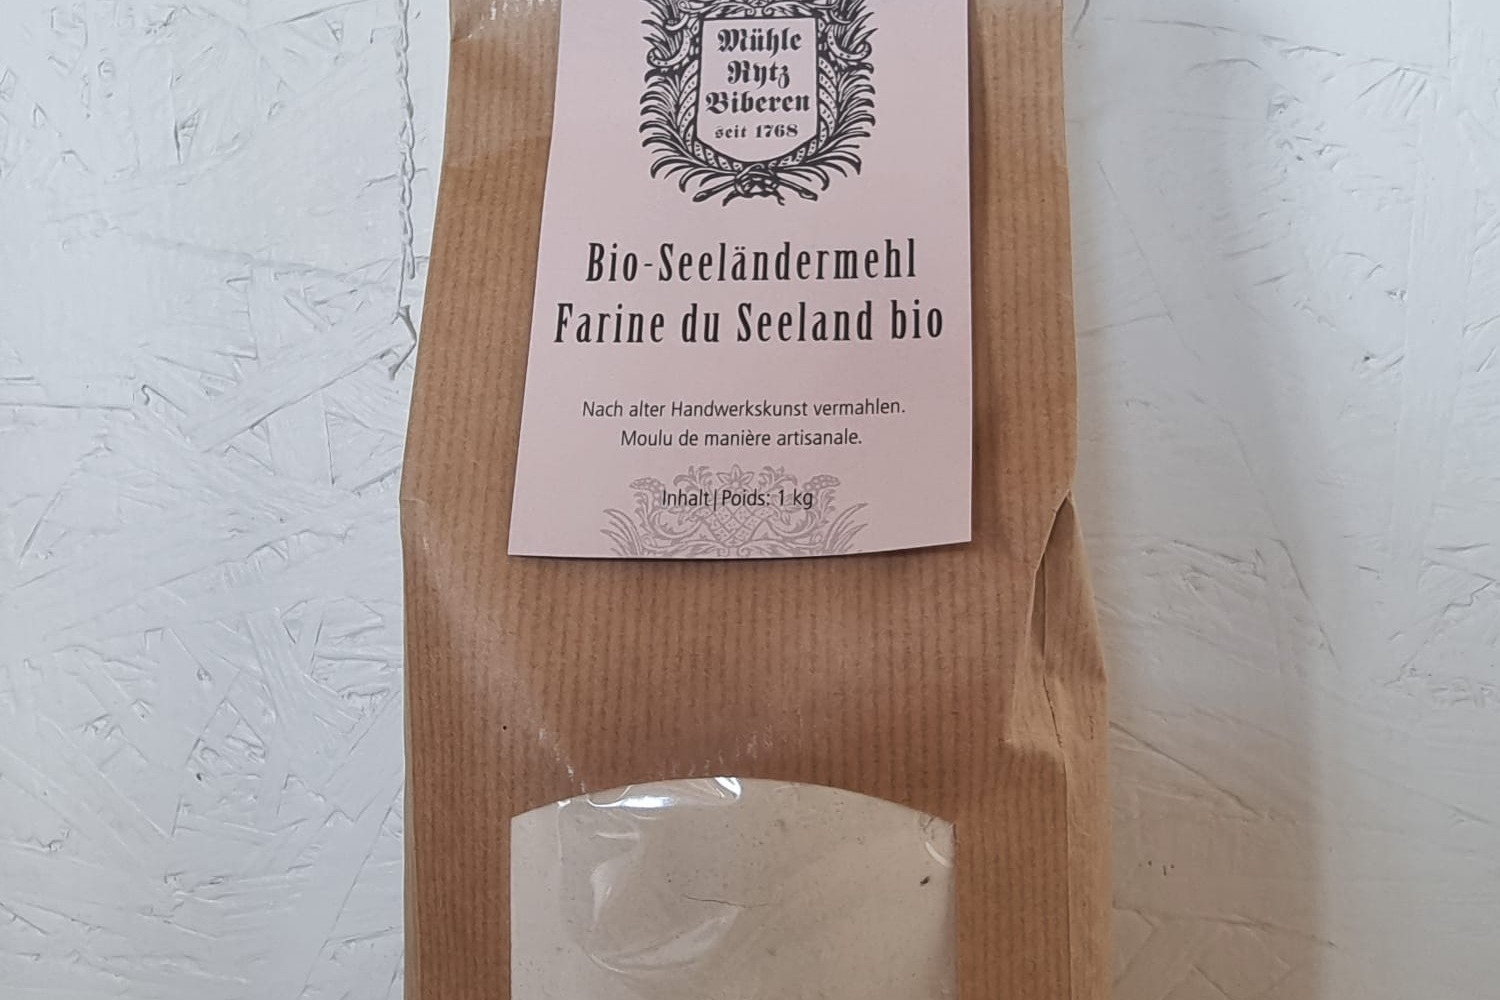 Mühle
Rytz
Biberen
seit 1768
Bio-Seeländermehl
Farine du Seeland bio
Nach alter Handwerkskunst vermahlen.
Moulu de manière artisanale.
Inhalt|Poids: 1 kg